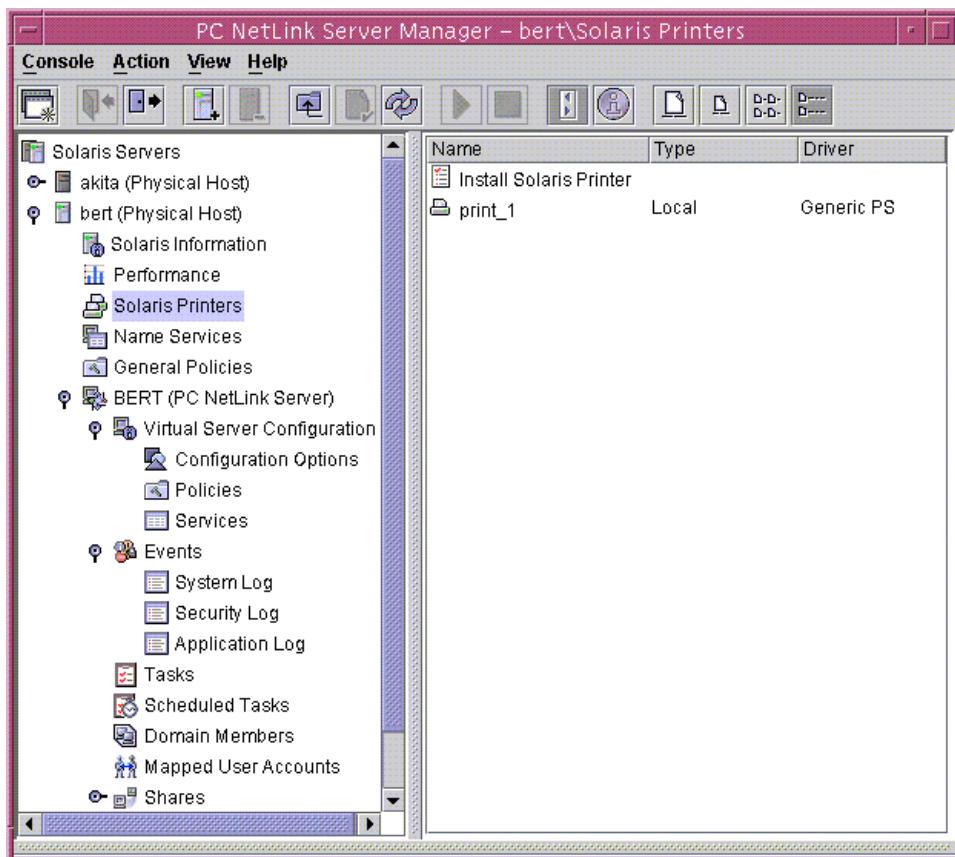 PC NetLink Server Manager – bert\Solaris Printers
Console Action View Help
Solaris Servers
akita (Physical Host)
bert (Physical Host)
Solaris Information
Performance
Solaris Printers
Name Services
General Policies
BERT (PC NetLink Server)
Virtual Server Configuration
Configuration Options
Policies
Services
Events
System Log
Security Log
Application Log
Tasks
Scheduled Tasks
Domain Members
Mapped User Accounts
Shares
Name Type Driver
Install Solaris Printer
print_1 Local Generic PS